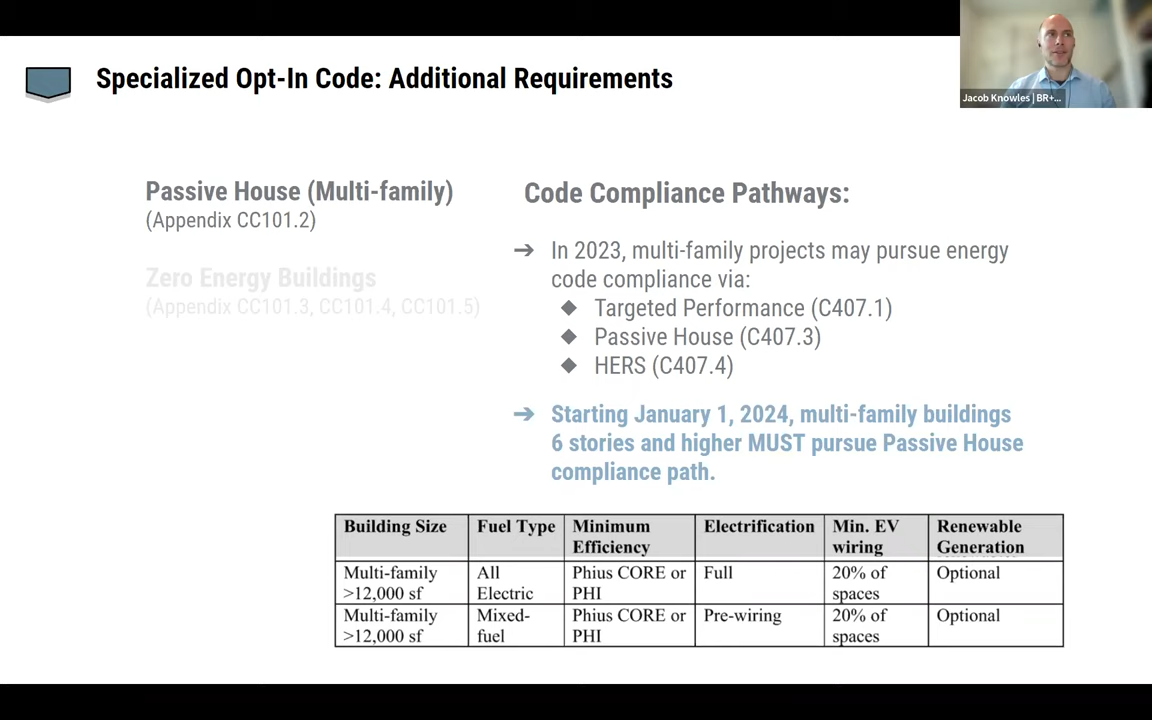 Specialized Opt-In Code: Additional Requirements
Jacob Knowles | BR+...
Passive House (Multi-family)
(Appendix CC101.2)
Zero Energy Buildings
(Appendix CC101.3, CC101.4, CC101.5)
Code Compliance Pathways:
➔ In 2023, multi-family projects may pursue energy
code compliance via:
◆ Targeted Performance (C407.1)
◆ Passive House (C407.3)
◆ HERS (C407.4)
➔ Starting January 1, 2024, multi-family buildings
6 stories and higher MUST pursue Passive House
compliance path.
Building Size Fuel Type Minimum Electrification Min. EV Renewable
Efficiency wiring Generation
Multi-family All Phius CORE or Full 20% of Optional
>12,000 sf Electric PHI spaces
Multi-family Mixed- Phius CORE or Pre-wiring 20% of Optional
>12,000 sf fuel PHI spaces